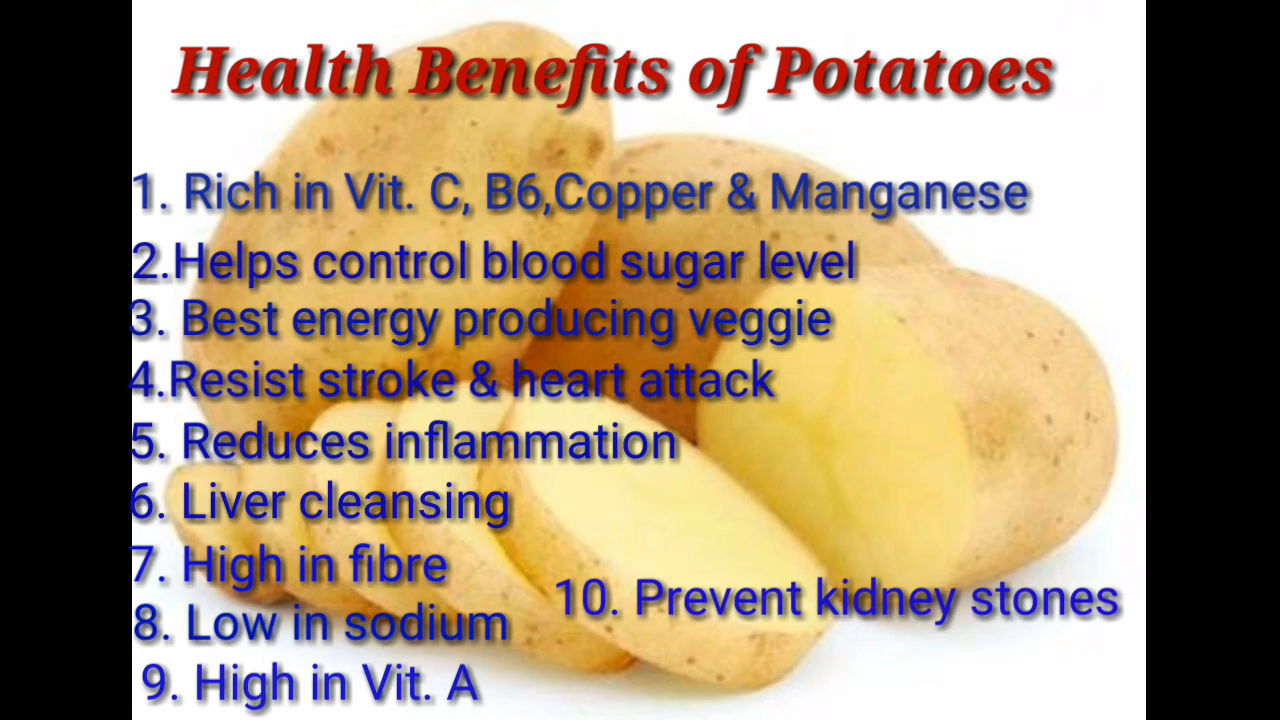 Health Benefits of Potatoes
1. Rich in Vit. C, B6,Copper & Manganese
2.Helps control blood sugar level
3. Best energy producing veggie
4.Resist stroke & heart attack
5. Reduces inflammation
6. Liver cleansing
7. High in fibre
8. Low in sodium
9. High in Vit. A
10. Prevent kidney stones